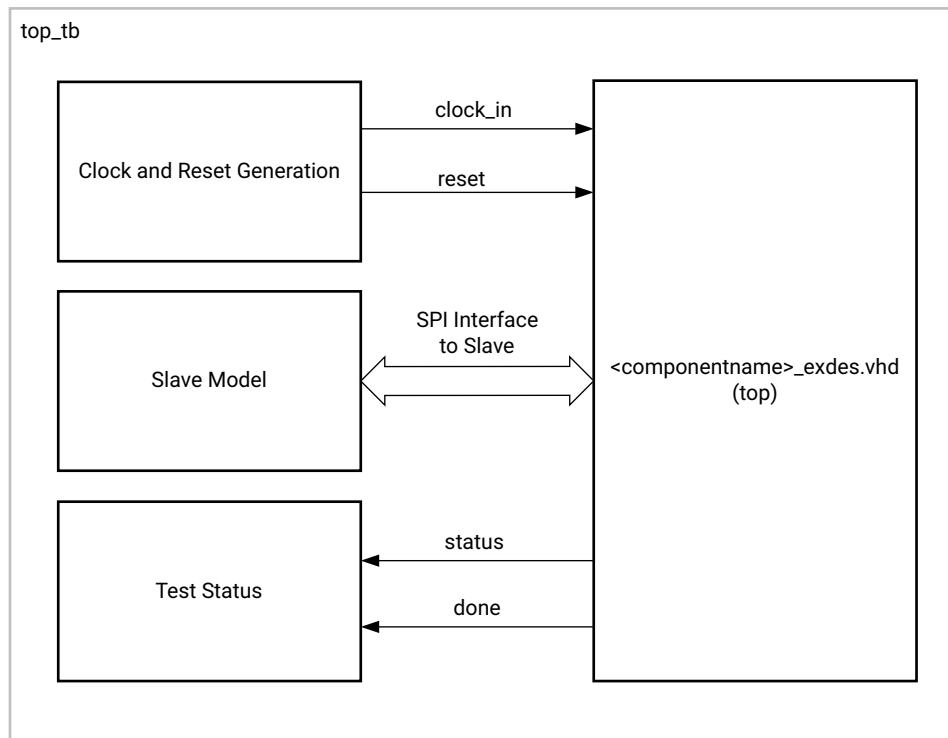 top_tb
Clock and Reset Generation
clock_in
reset
Slave Model
SPI Interface
to Slave
<componentname>_exdes.vhd
(top)
Test Status
status
done